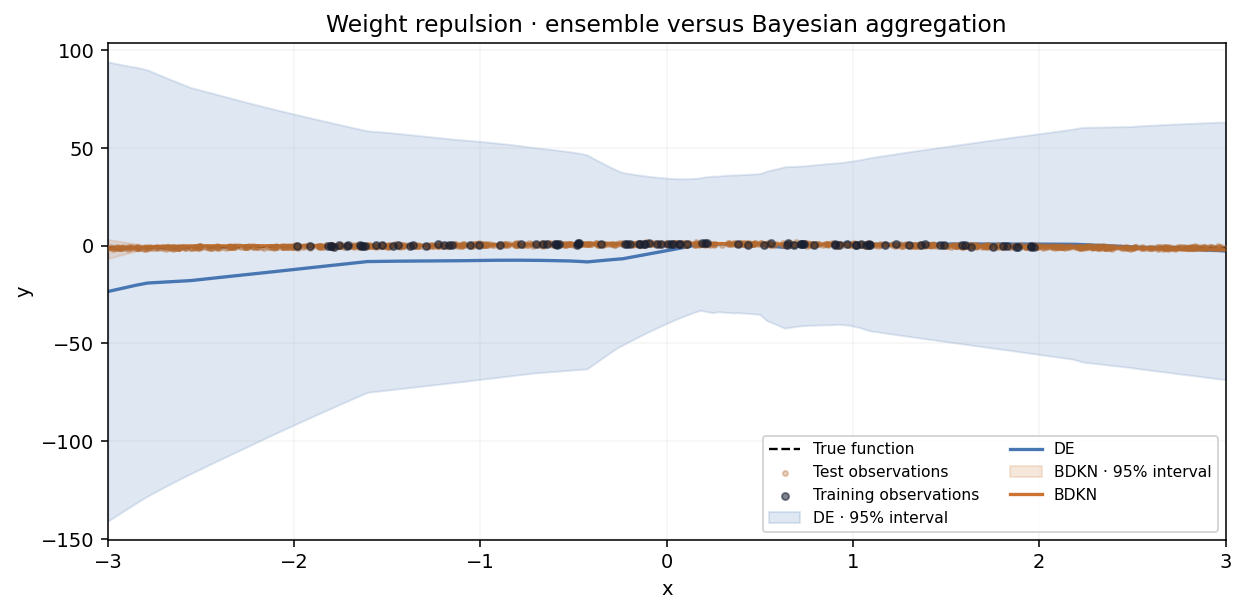 Weight repulsion · ensemble versus Bayesian aggregation
100
50
0
−50
−100
−150
y
−3
−2
−1
0
1
2
3
x
True function
Test observations
Training observations
DE · 95% interval
DE
BDKN · 95% interval
BDKN